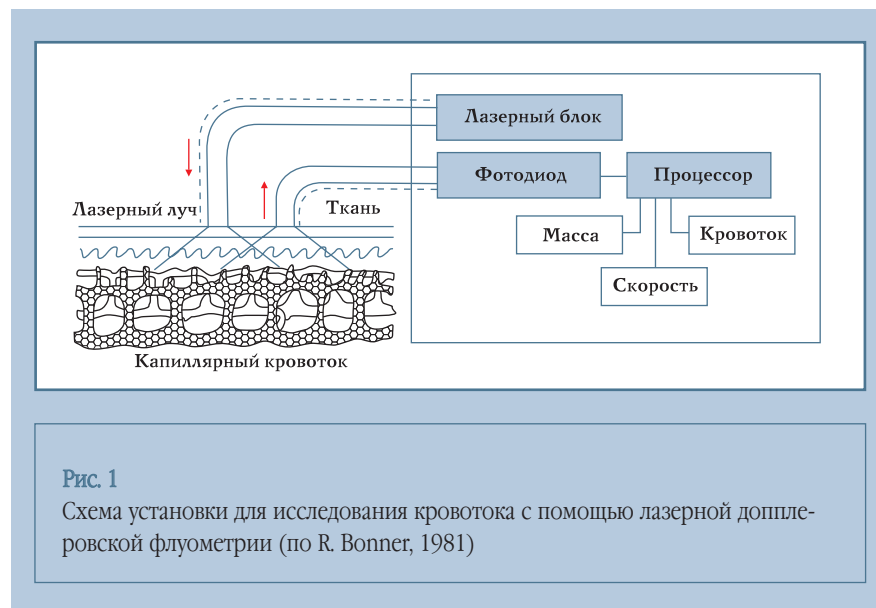 Лазерный блок
Фотодиод
Процессор
Лазерный луч
Ткань
Масса
Кровоток
Скорость
Капиллярный кровоток
Рис. 1
Схема установки для исследования кровотока с помощью лазерной доппле-
ровской флуометрии (по R. Bonner, 1981)